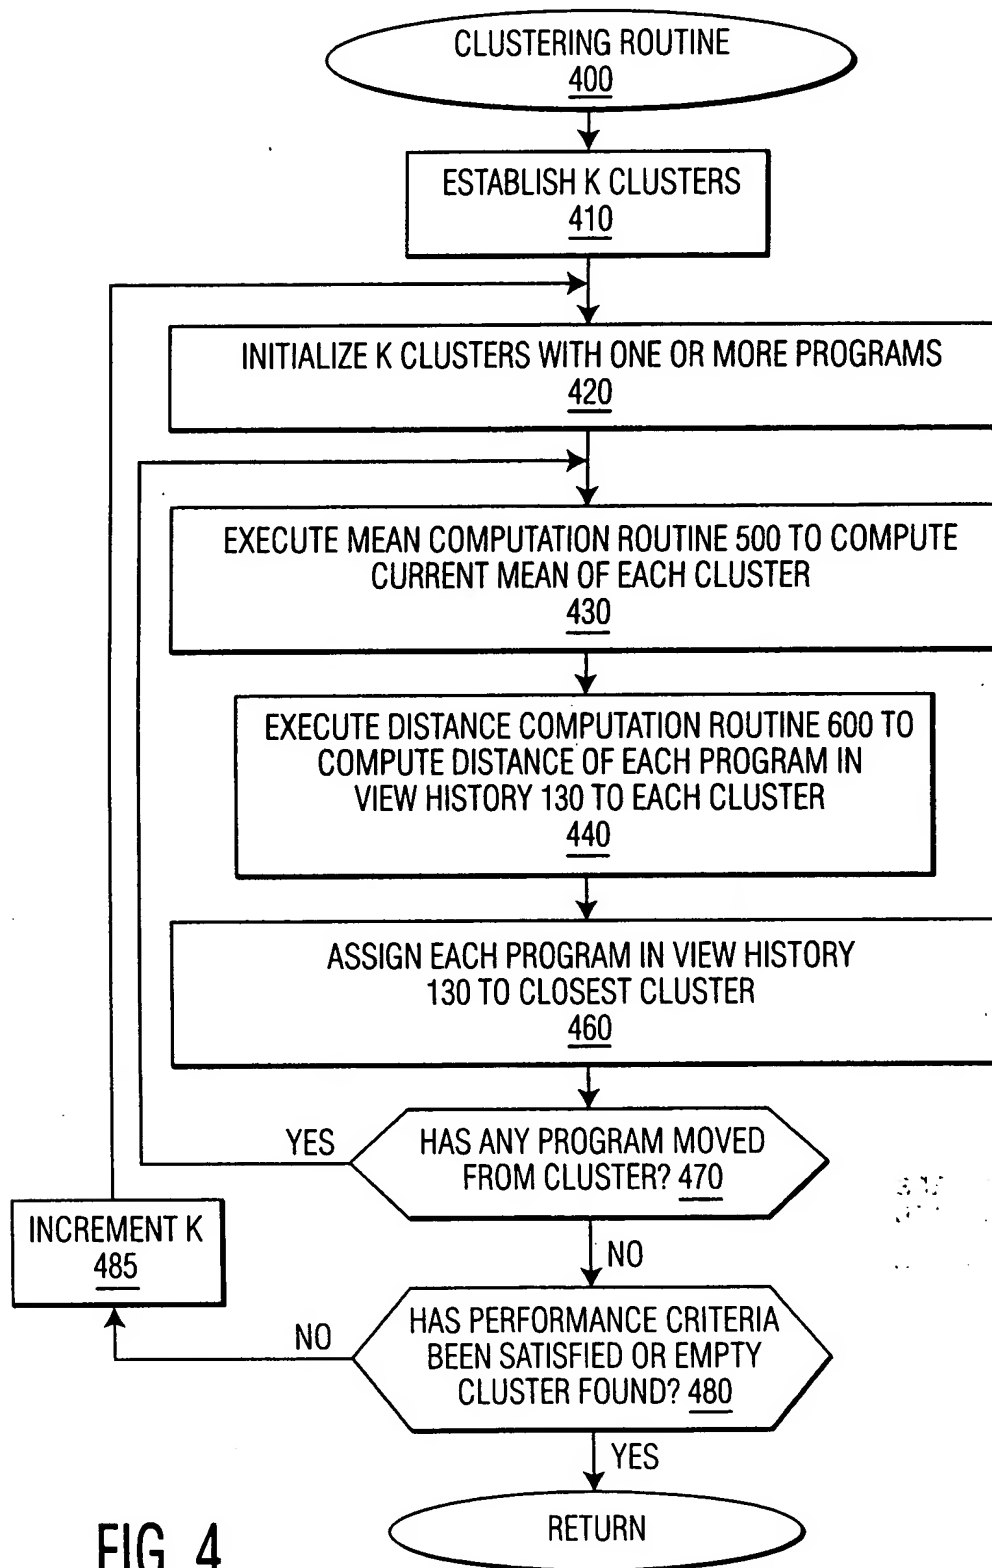 CLUSTERING ROUTINE
400
ESTABLISH K CLUSTERS
410
INITIALIZE K CLUSTERS WITH ONE OR MORE PROGRAMS
420
EXECUTE MEAN COMPUTATION ROUTINE 500 TO COMPUTE
CURRENT MEAN OF EACH CLUSTER
430
EXECUTE DISTANCE COMPUTATION ROUTINE 600 TO
COMPUTE DISTANCE OF EACH PROGRAM IN
VIEW HISTORY 130 TO EACH CLUSTER
440
ASSIGN EACH PROGRAM IN VIEW HISTORY
130 TO CLOSEST CLUSTER
460
YES
HAS ANY PROGRAM MOVED
FROM CLUSTER? 470
INCREMENT K
485
NO
NO
HAS PERFORMANCE CRITERIA
BEEN SATISFIED OR EMPTY
CLUSTER FOUND? 480
YES
RETURN
FIG. 4